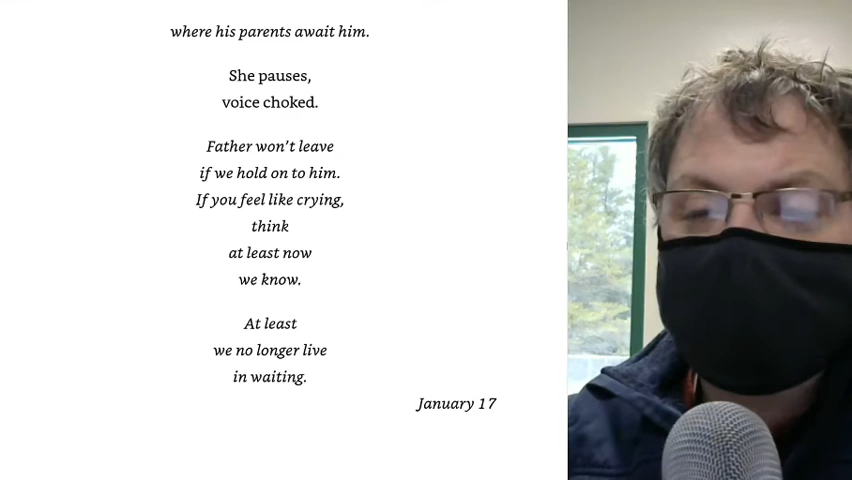 where his parents await him.
She pauses,
voice choked.
Father won't leave
if we hold on to him.
If you feel like crying,
think
at least now
we know.
At least
we no longer live
in waiting.
January 17